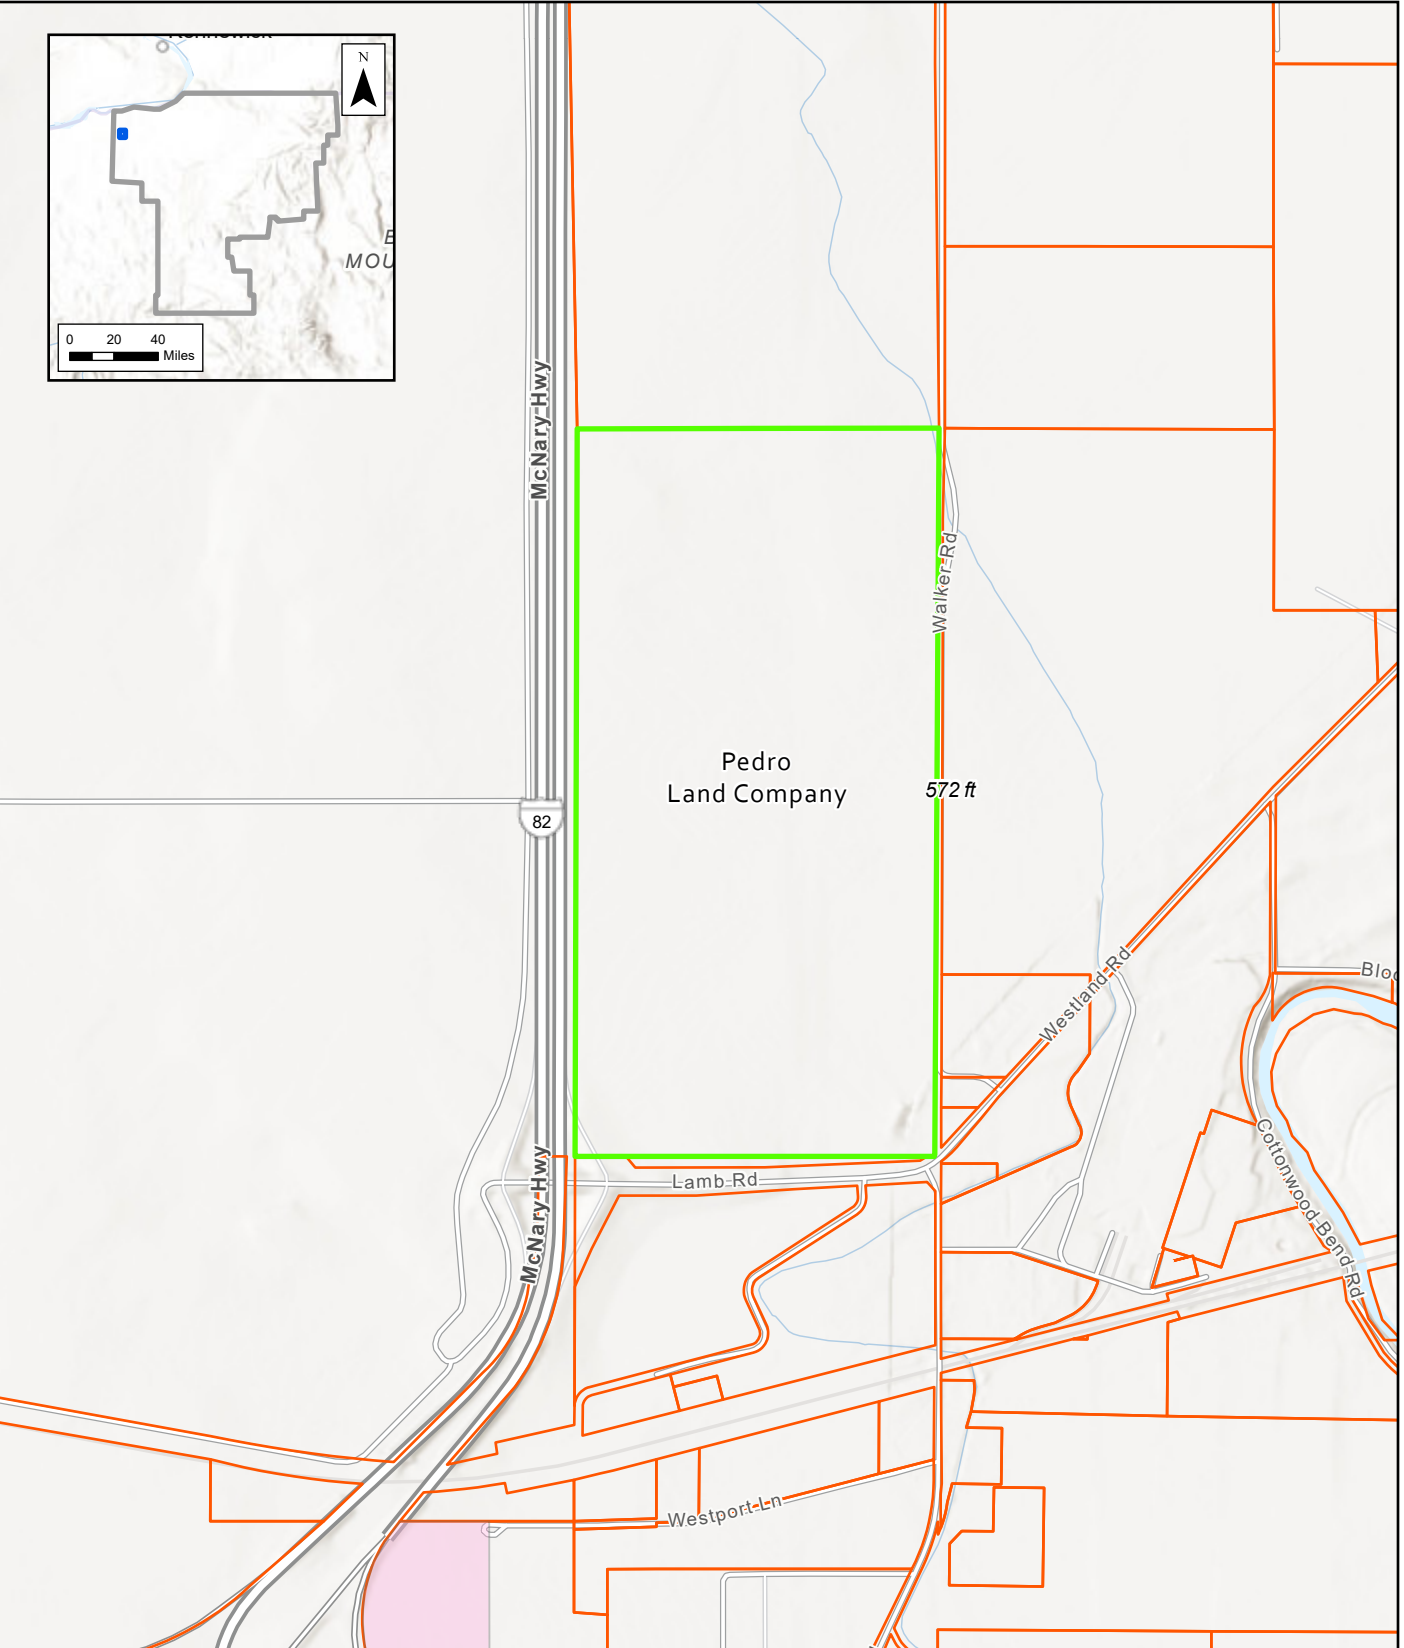 N
E
MOU
0 20 40
Miles
McNary Hwy
Walker Rd
Pedro
Land Company
572 ft
82
Westland Rd
Bloo
Cottonwood Bend Rd
McNary Hwy
Lamb Rd
Westport Ln